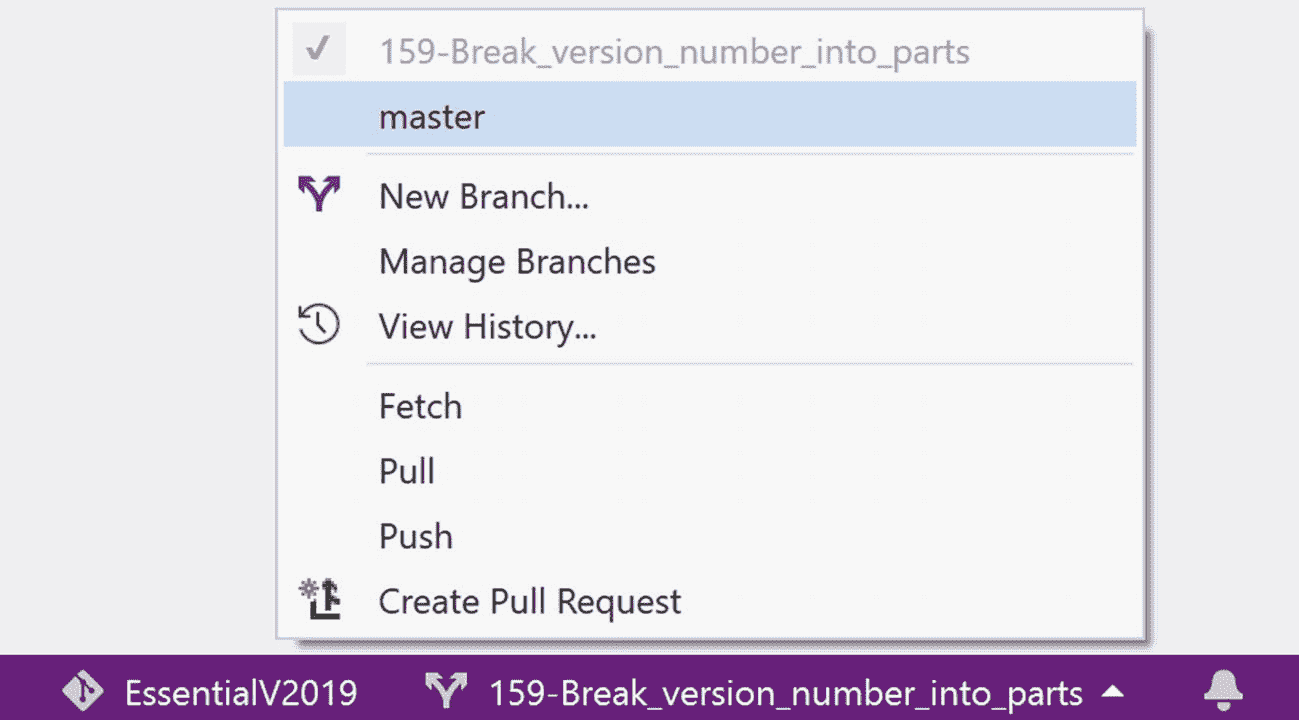 159-Break_version_number_into_parts
master
New Branch...
Manage Branches
View History...
Fetch
Pull
Push
Create Pull Request
EssentialV2019 159-Break_version_number_into_parts